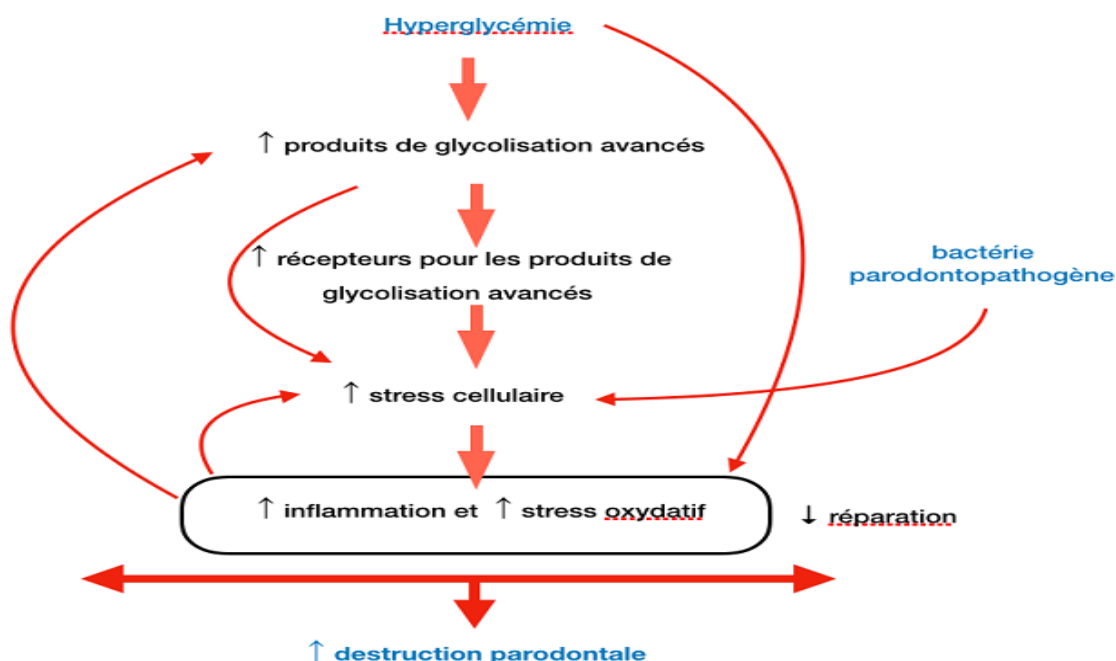 Hyperglycémie
↑ produits de glycolisation avancés
↑ récepteurs pour les produits de
glycolisation avancés
bactérie
parodontopathogène
↑ stress cellulaire
↑ inflammation et ↑ stress oxydatif
↓ réparation
↑ destruction parodontale